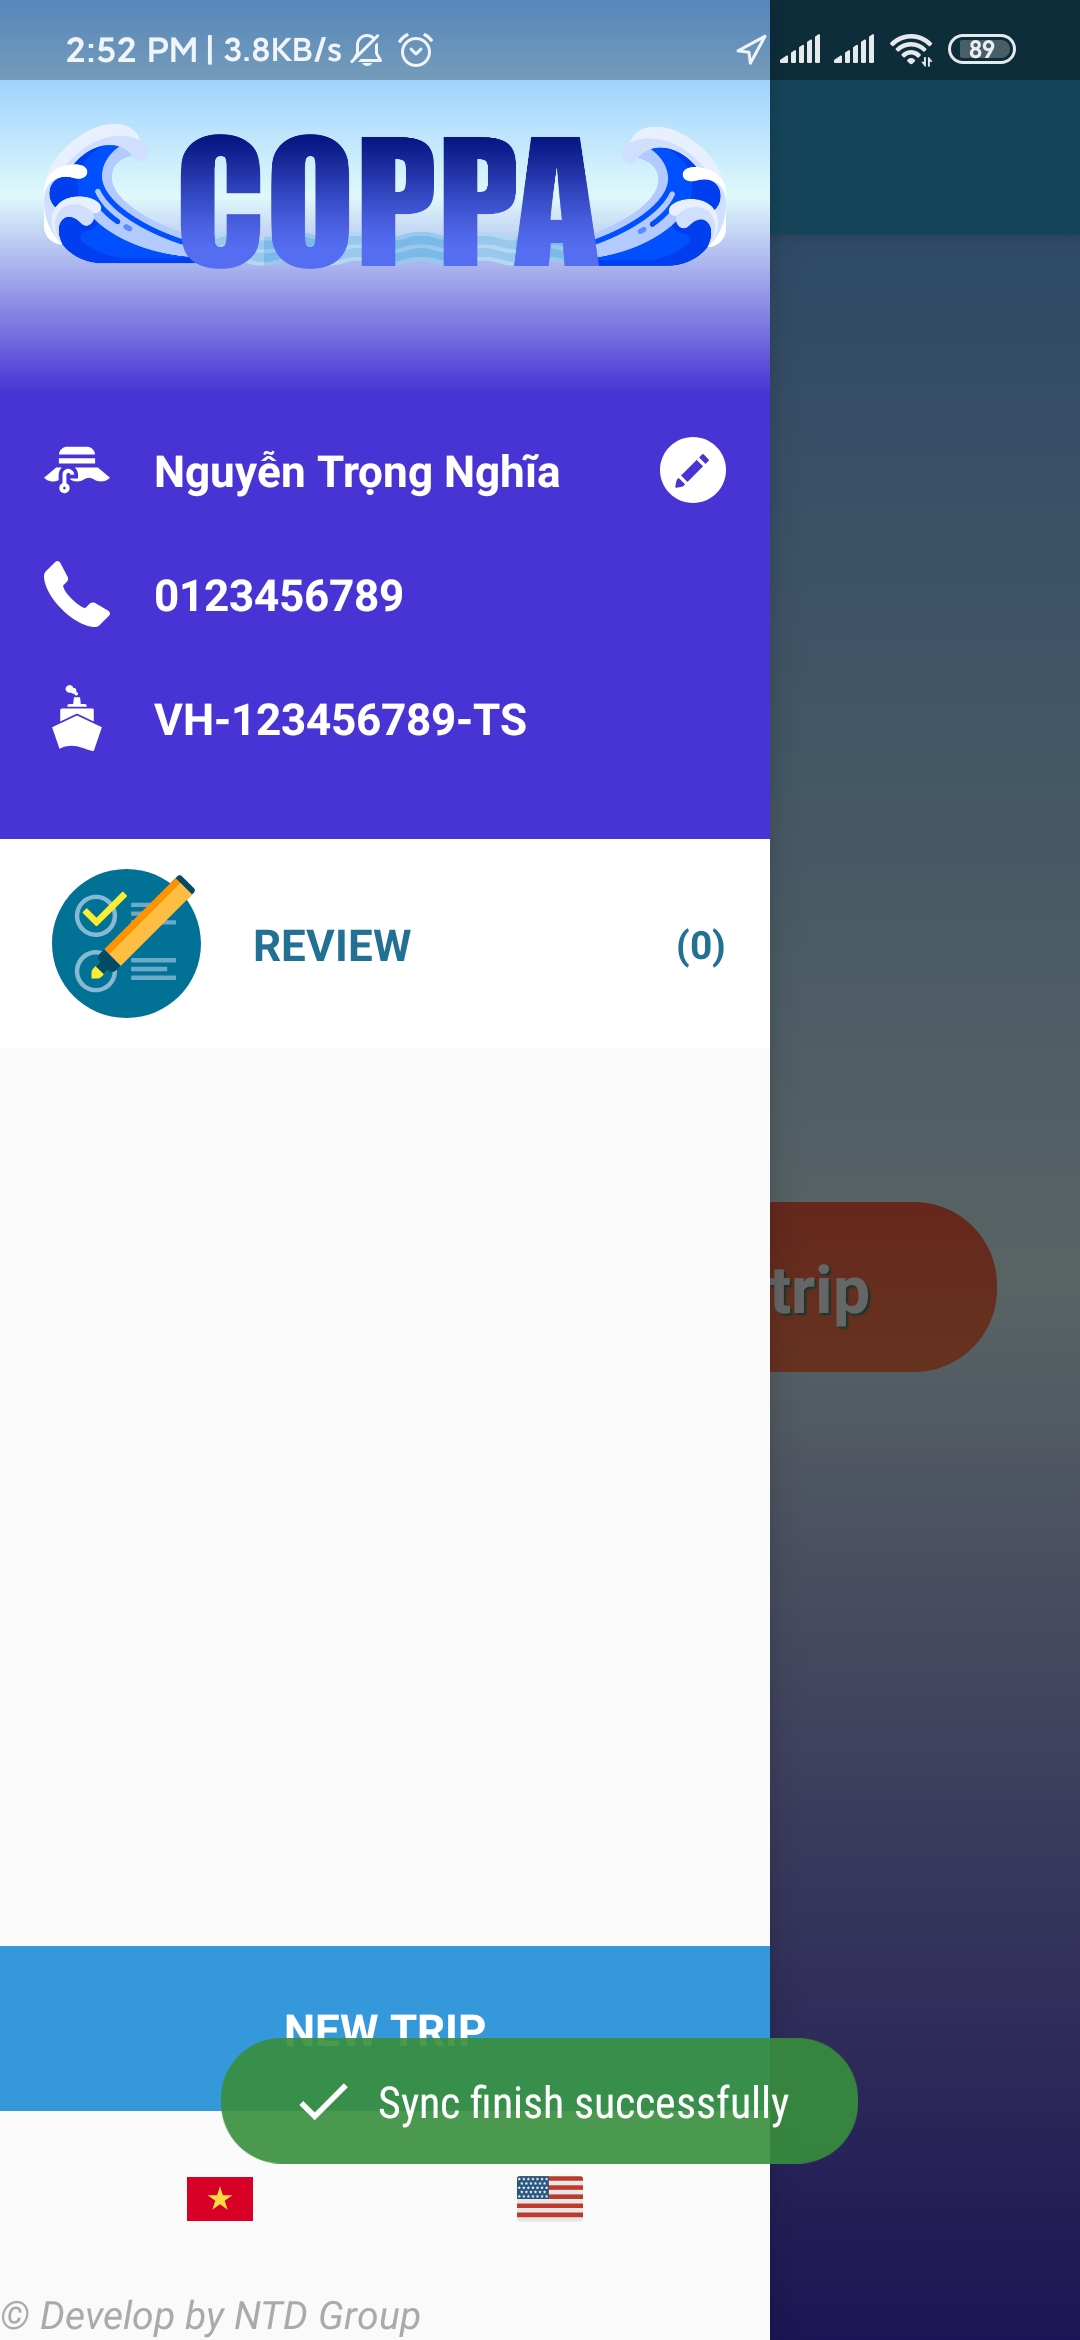 2:52 PM | 3.8KB/s
89
COPPA
Nguyễn Trọng Nghĩa
0123456789
VH-123456789-TS
REVIEW (0)
trip
NEW TRIP
Sync finish successfully
© Develop by NTD Group